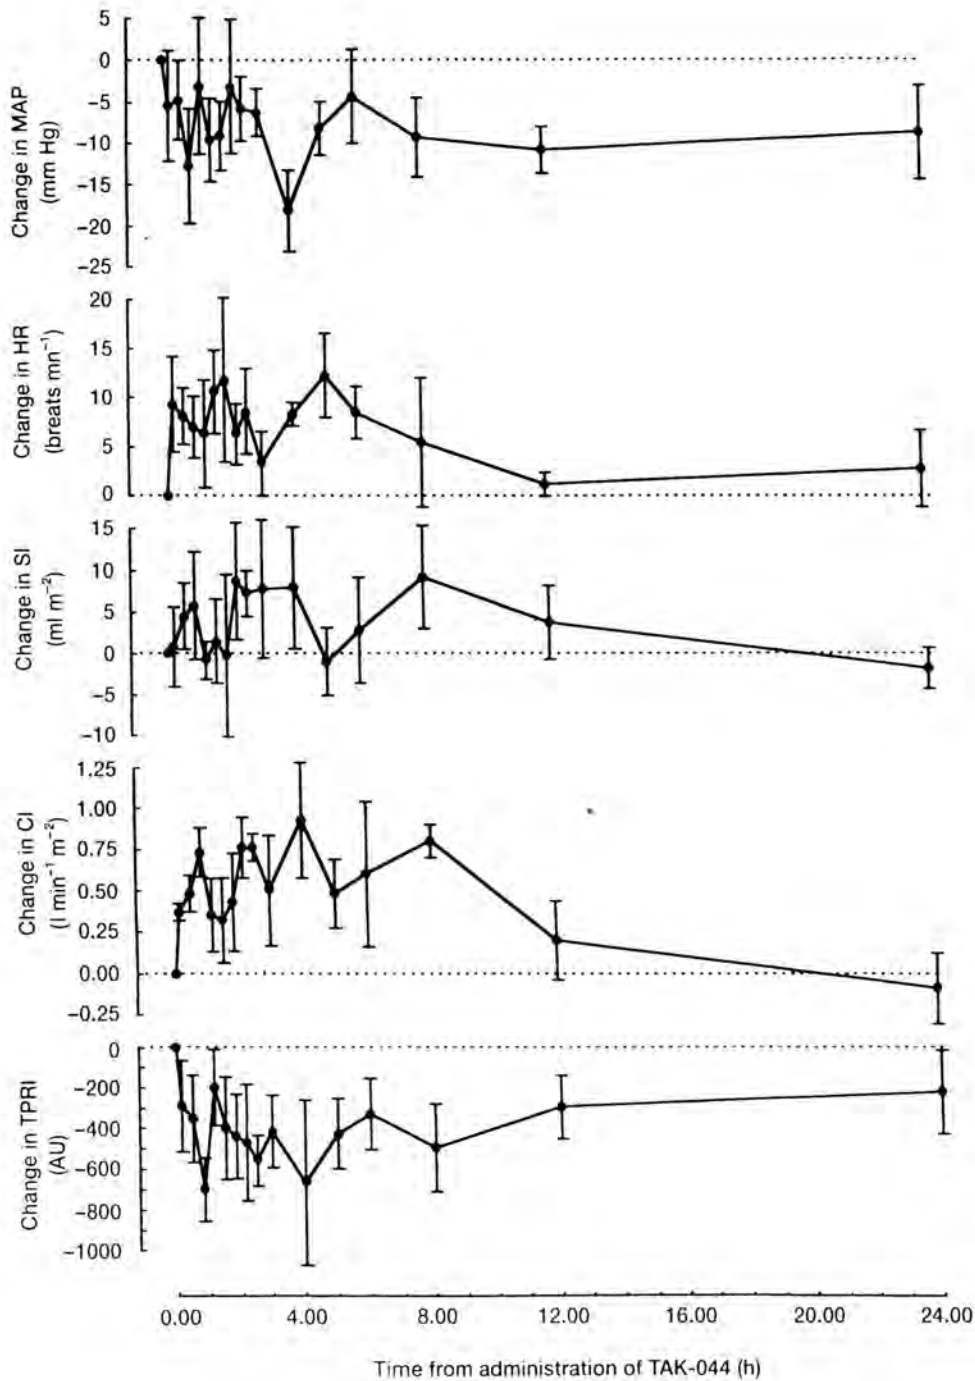 5
0
−5
−10
−15
−20
−25
Change in MAP
(mm Hg)
20
15
10
5
0
Change in HR
(breats mn⁻¹)
15
10
5
0
−5
−10
Change in SI
(ml m⁻²)
1.25
1.00
0.75
0.50
0.25
0.00
−0.25
Change in CI
(l min⁻¹ m⁻²)
0
−200
−400
−600
−800
−1000
Change in TPRI
(AU)
0.00 4.00 8.00 12.00 16.00 20.00 24.00
Time from administration of TAK-044 (h)